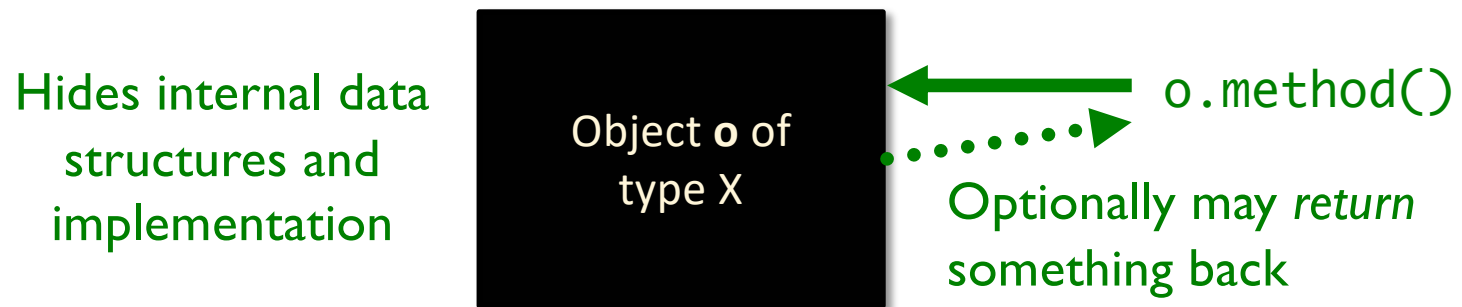 Hides internal data
structures and
implementation
Object o of
type X
o.method()
Optionally may return
something back